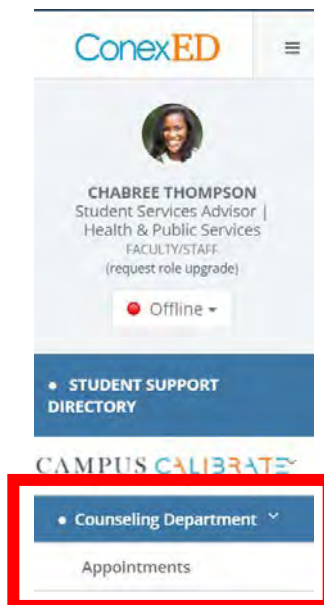 ConexED
CHABREE THOMPSON
Student Services Advisor |
Health & Public Services
FACULTY/STAFF
(request role upgrade)
Offline
• STUDENT SUPPORT
DIRECTORY
CAMPUS CALIBRATE
• Counseling Department
Appointments